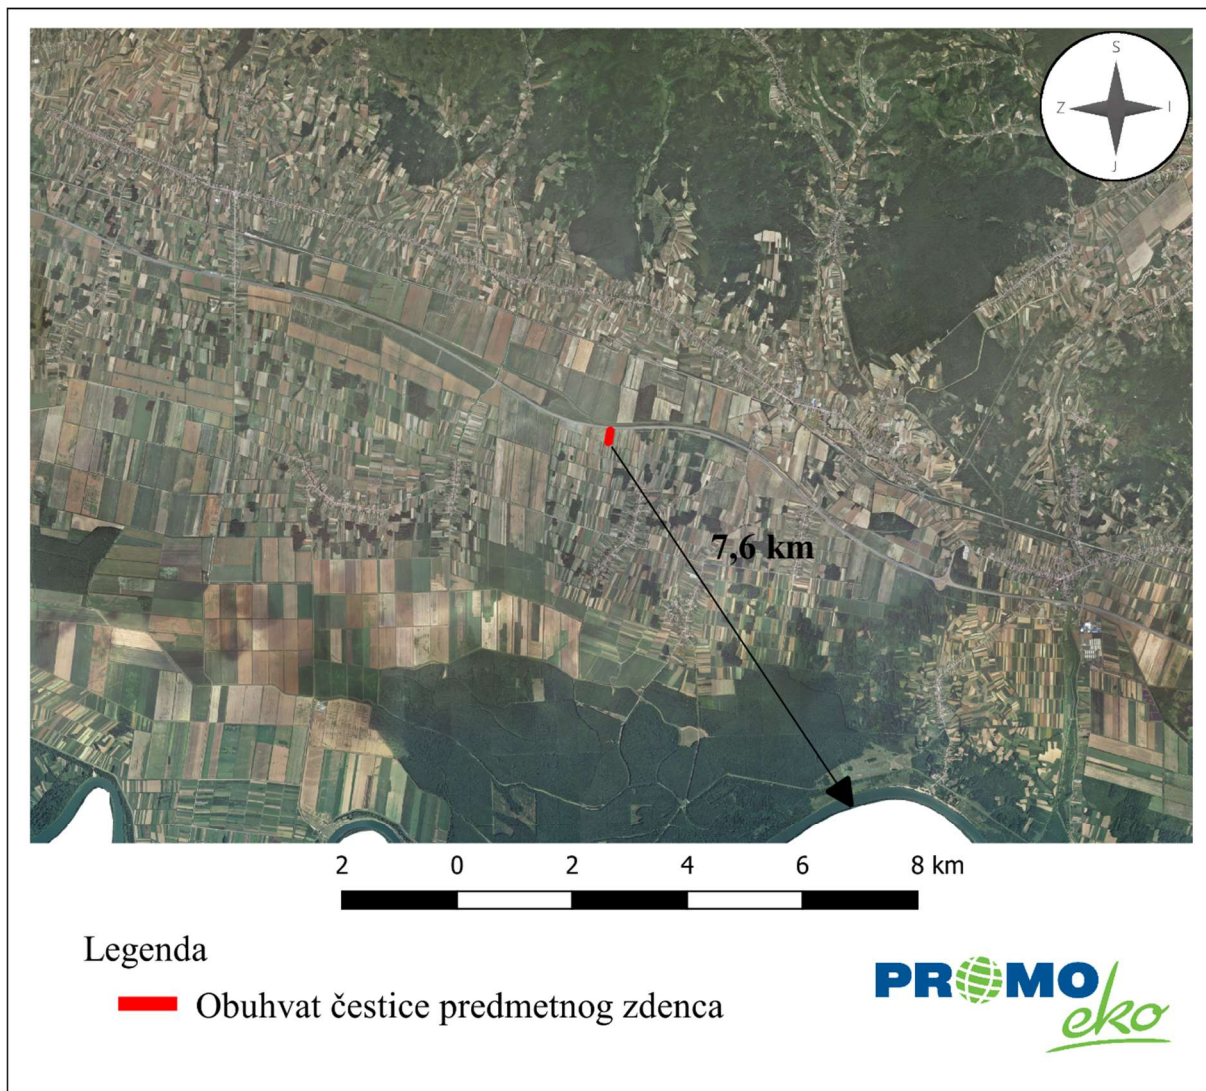 S
Z I
J
7,6 km
2 0 2 4 6 8 km
Legenda
Obuhvat čestice predmetnog zdenca
PROMO
eko